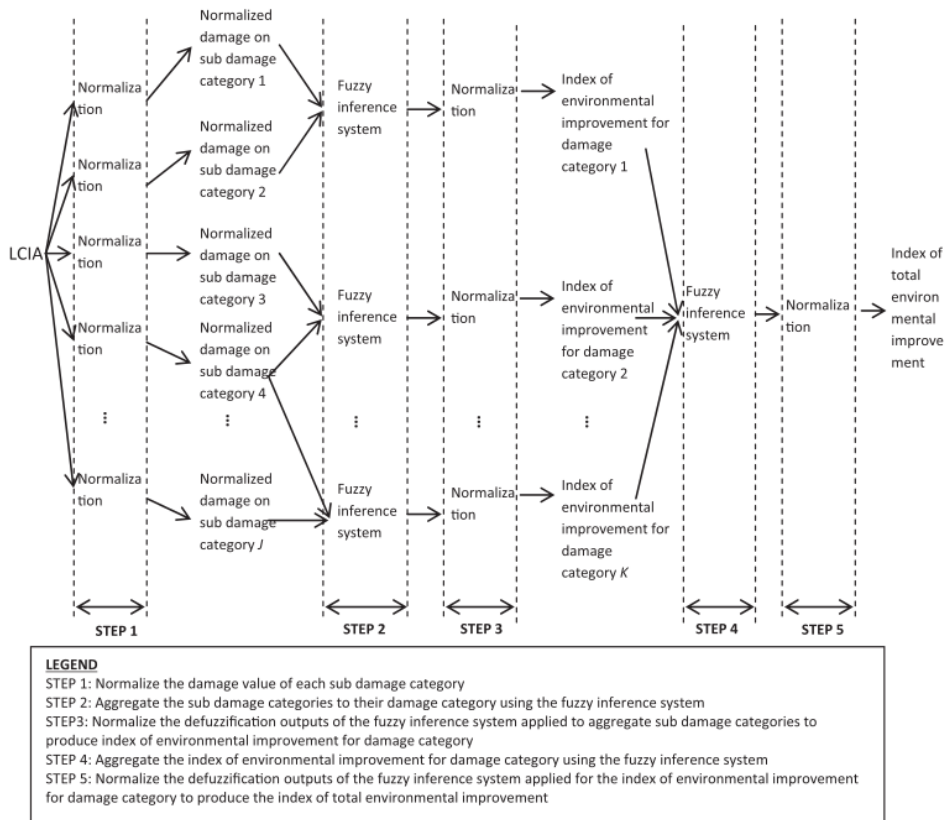 Normalized
damage on
sub damage
category 1
Normaliza
tion
Fuzzy
inference
system
Normaliza
tion
Index of
environmental
improvement for
damage
category 1
Normalized
damage on
sub damage
category 2
Normaliza
tion
LCIA
Normaliza
tion
Normalized
damage on
sub damage
category 3
Normaliza
tion
Normalized
damage on
sub damage
category 4
Fuzzy
inference
system
Normaliza
tion
Index of
environmental
improvement
for damage
category 2
Fuzzy
inference
system
Normaliza
tion
Index of
total
environ
mental
improve
ment
...
...
...
...
...
Normaliza
tion
Normalized
damage on
sub damage
category J
Fuzzy
inference
system
Normaliza
tion
Index of
environmental
improvement for
damage
category K
STEP 1
STEP 2
STEP 3
STEP 4
STEP 5
LEGEND
STEP 1: Normalize the damage value of each sub damage category
STEP 2: Aggregate the sub damage categories to their damage category using the fuzzy inference system
STEP3: Normalize the defuzzification outputs of the fuzzy inference system applied to aggregate sub damage categories to
produce index of environmental improvement for damage category
STEP 4: Aggregate the index of environmental improvement for damage category using the fuzzy inference system
STEP 5: Normalize the defuzzification outputs of the fuzzy inference system applied for the index of environmental improvement
for damage category to produce the index of total environmental improvement